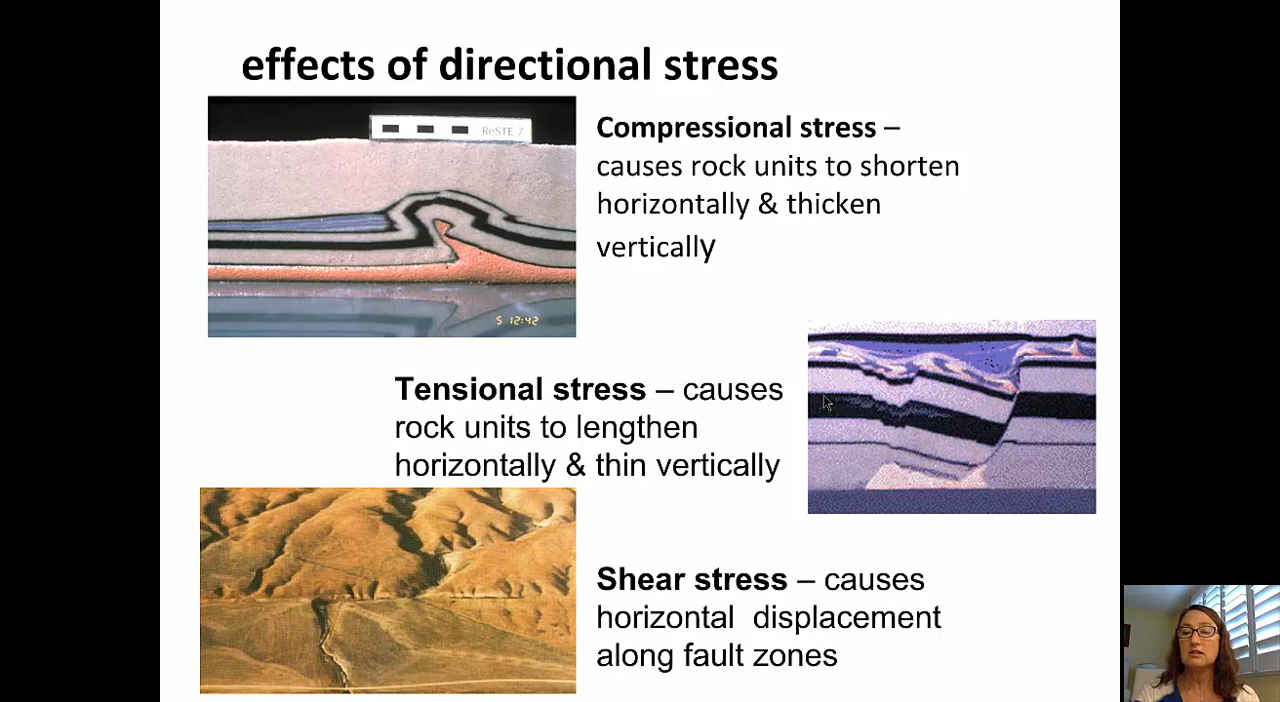 effects of directional stress
ReSTE 7
Compressional stress –
causes rock units to shorten
horizontally & thicken
vertically
S 12:42
Tensional stress – causes
rock units to lengthen
horizontally & thin vertically
Shear stress – causes
horizontal displacement
along fault zones